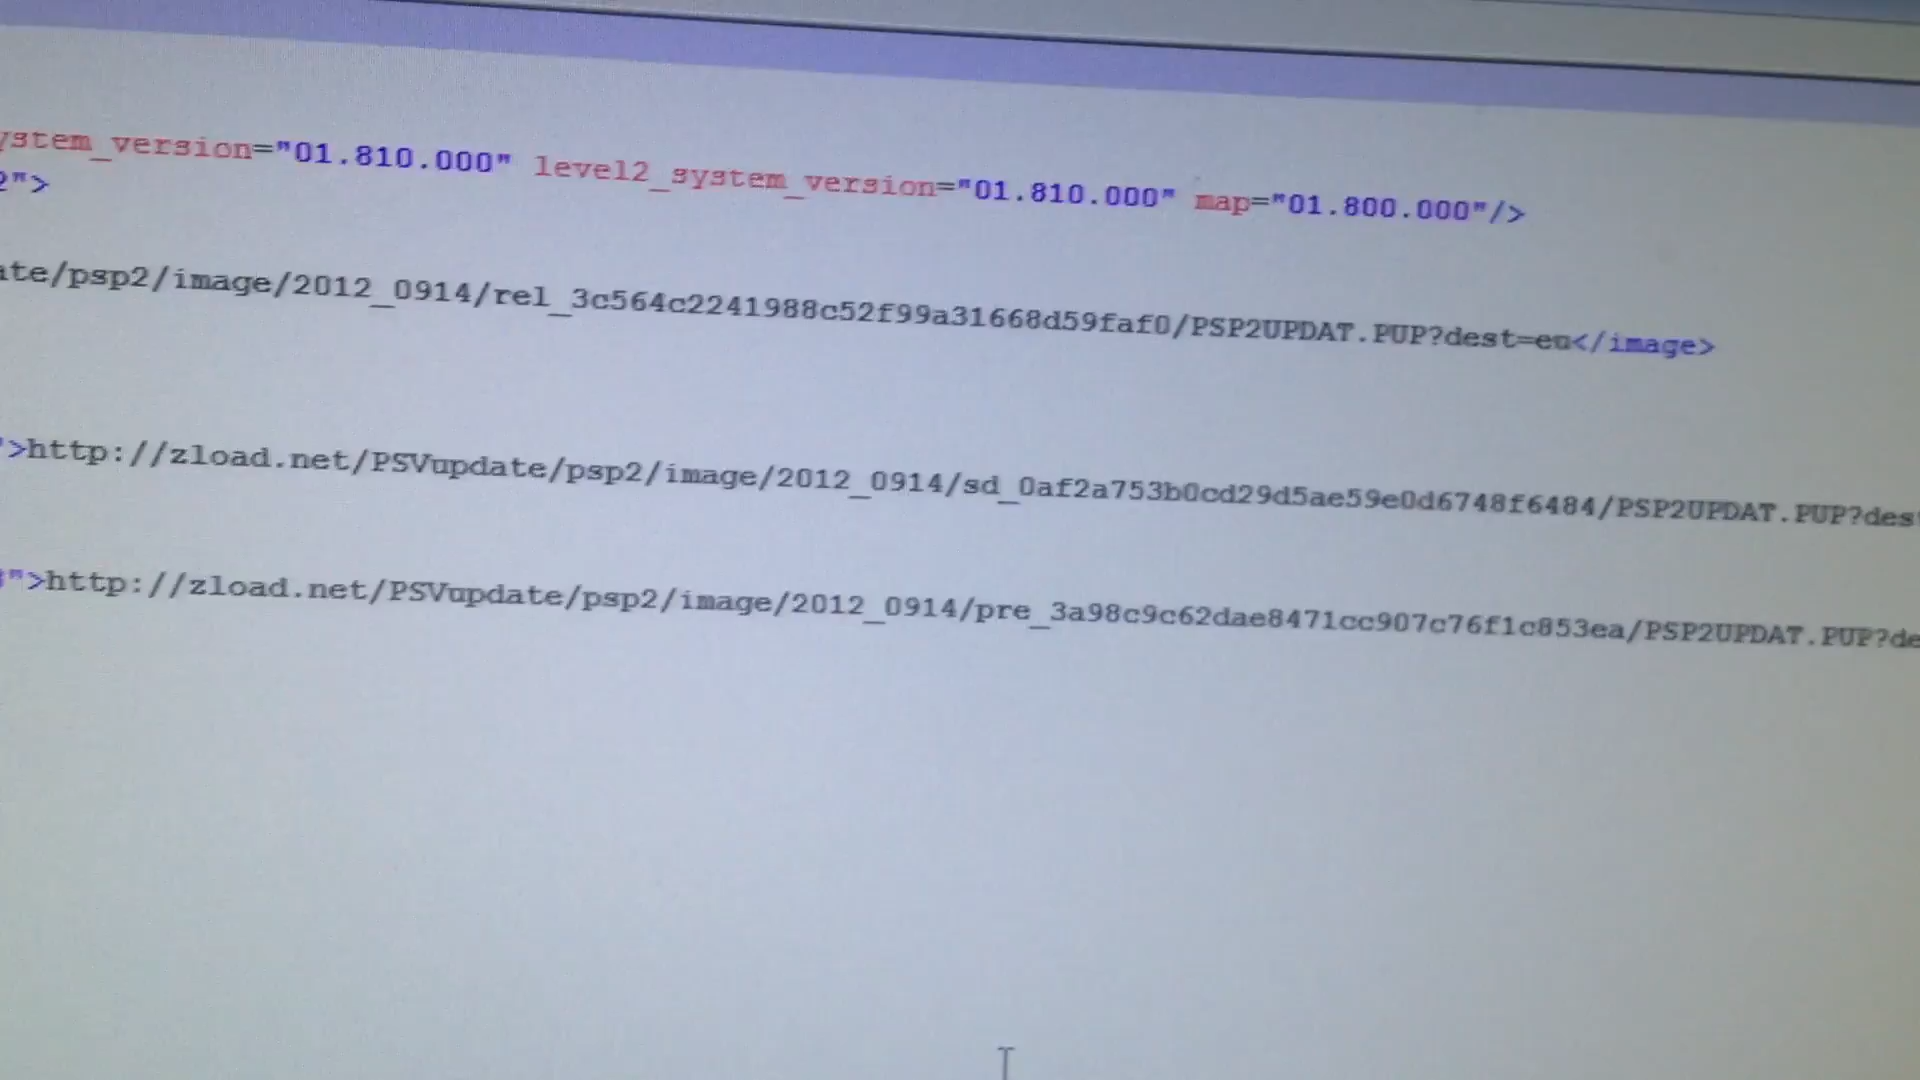 ystem_version="01.810.000" level2_system_version="01.810.000" map="01.800.000"/>
2">
ate/psp2/image/2012_0914/rel_3c564c2241988c52f99a31668d59faf0/PSP2UPDAT.PUP?dest=eu</image>
">http://zload.net/PSVupdate/psp2/image/2012_0914/sd_0af2a753b0cd29d5ae59e0d6748f6484/PSP2UPDAT.PUP?dest
">http://zload.net/PSVupdate/psp2/image/2012_0914/pre_3a98c9c62dae8471cc907c76f1c853ea/PSP2UPDAT.PUP?de